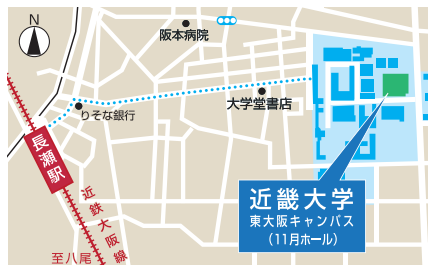 N
阪本病院
大学堂書店
りそな銀行
長瀬駅
近鉄大阪線
至八尾
近畿大学
東大阪キャンパス
(11月ホール)